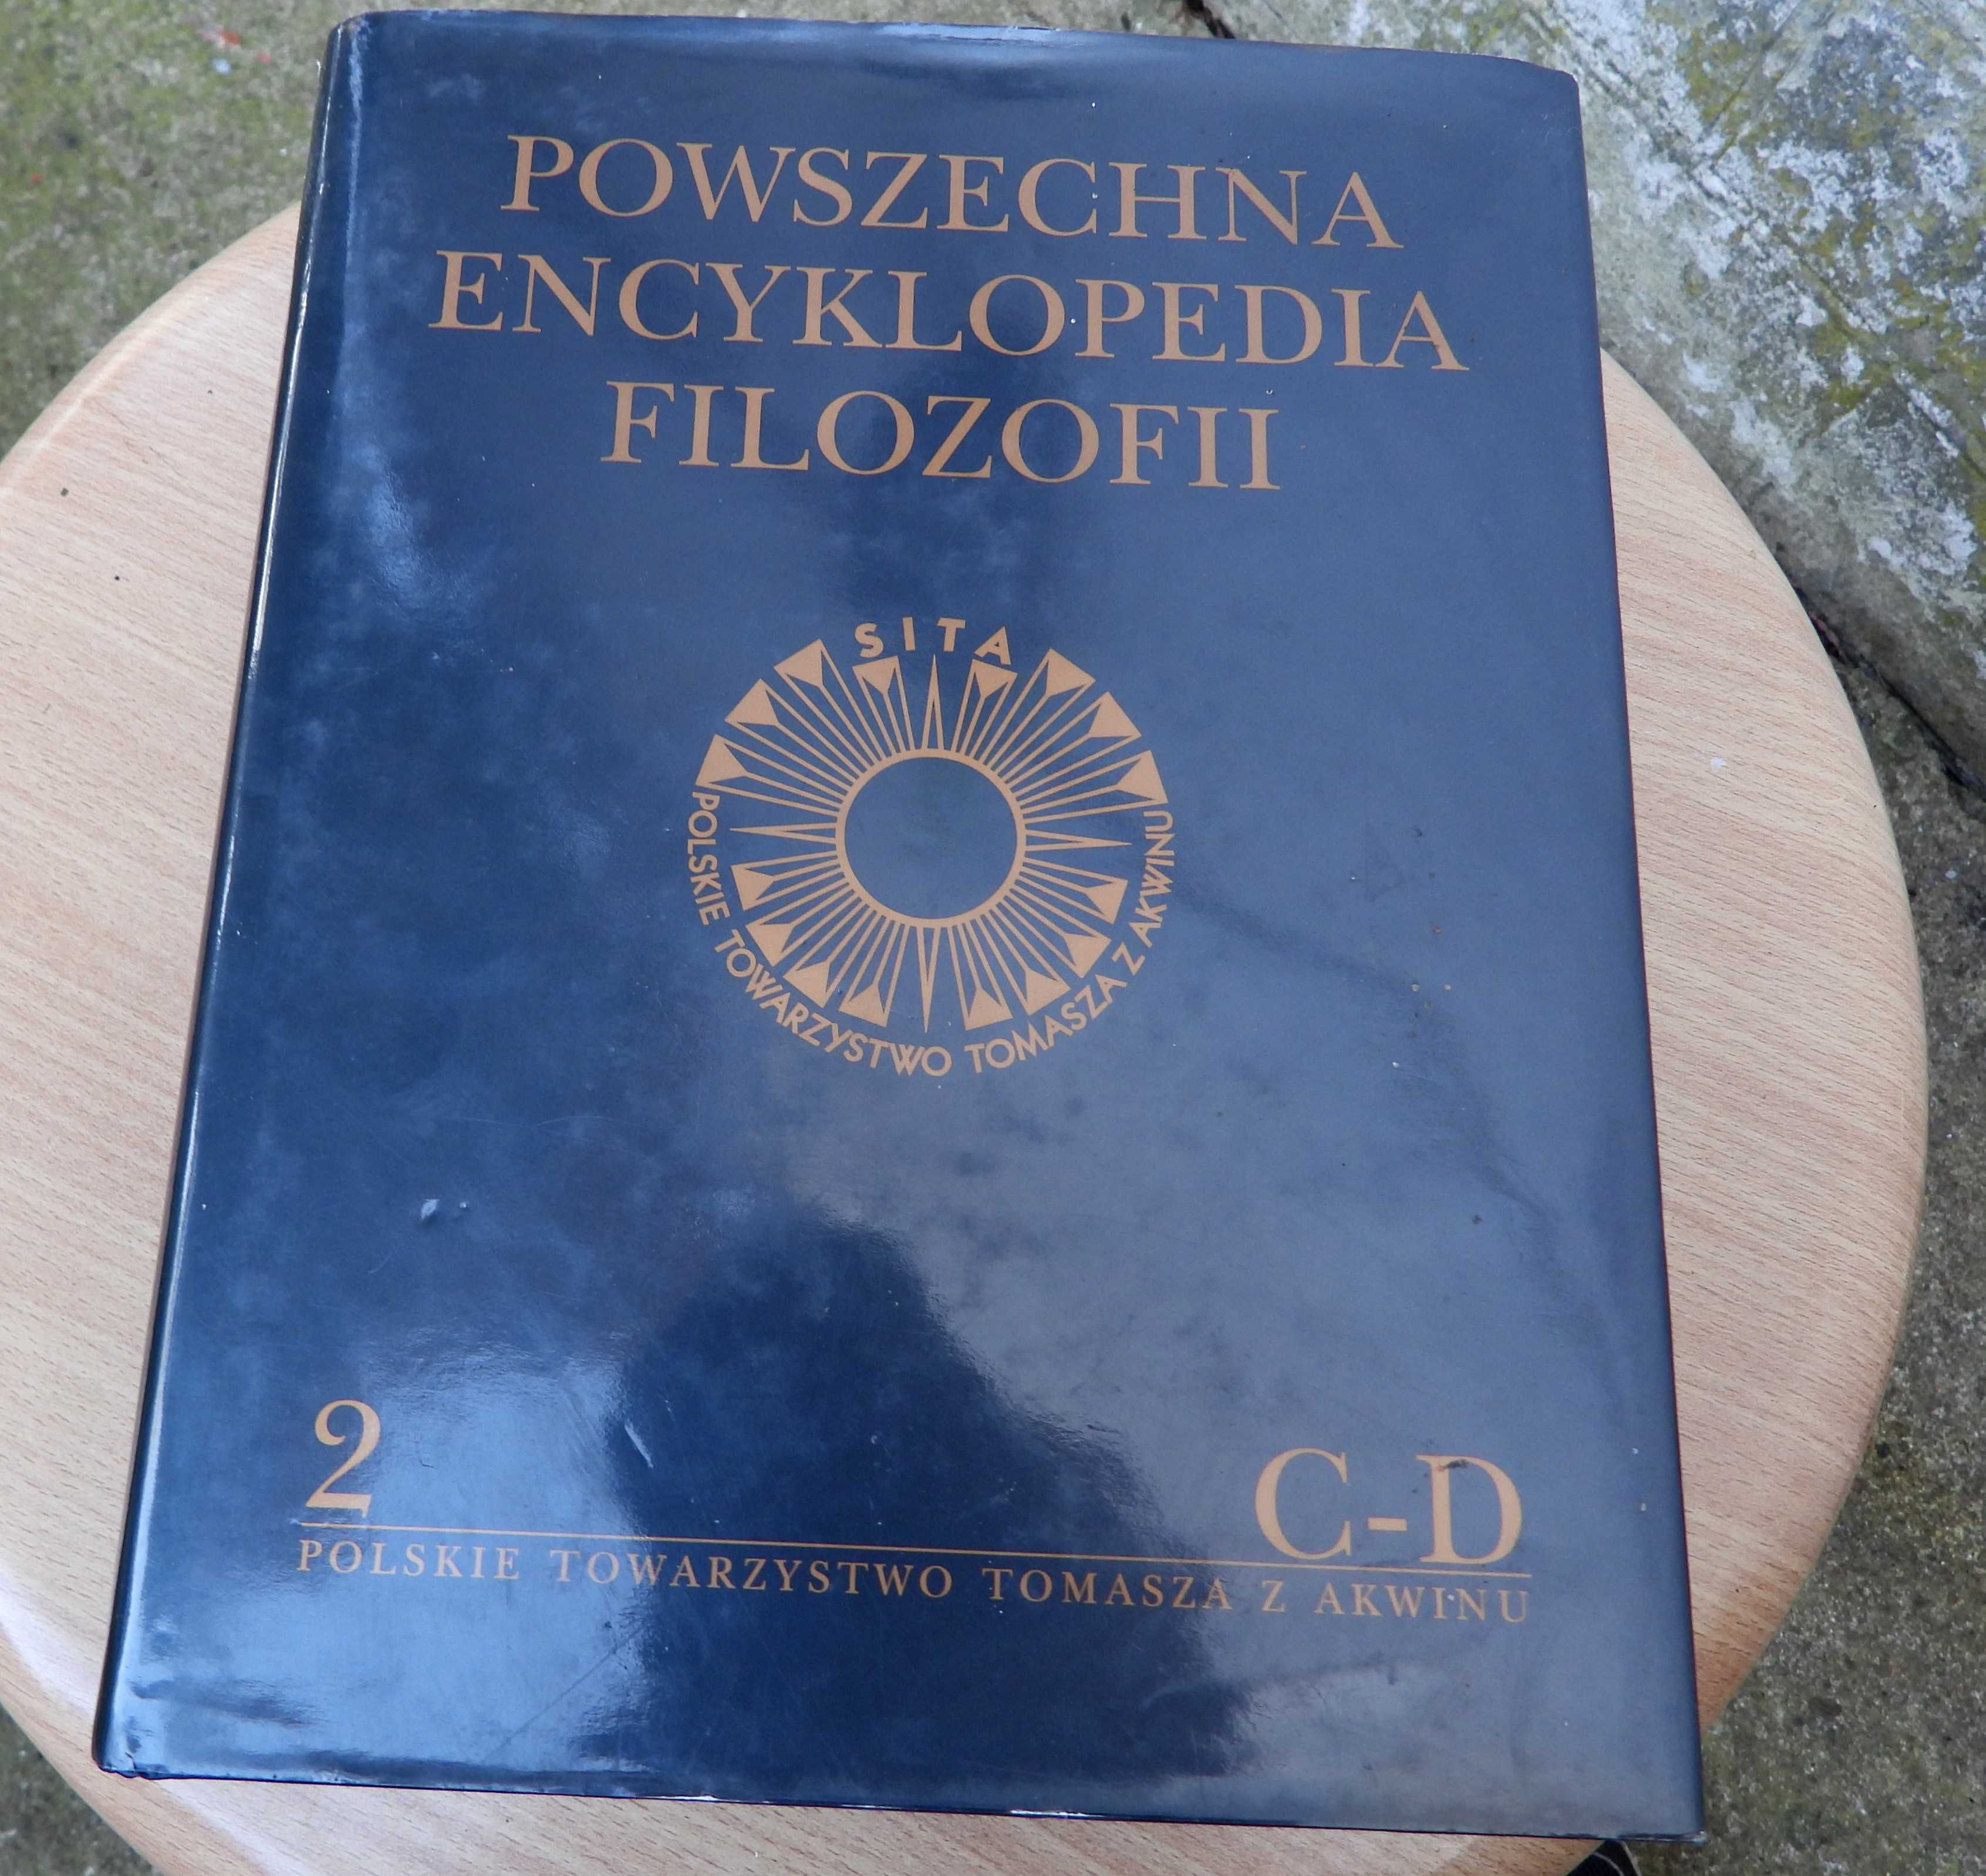 POWSZECHNA
ENCYKLOPEDIA
FILOZOFII
SITA
POLSKIE TOWARZYSTWO TOMASZA Z AKWINU
2
C-D
POLSKIE TOWARZYSTWO TOMASZA Z AKWINU